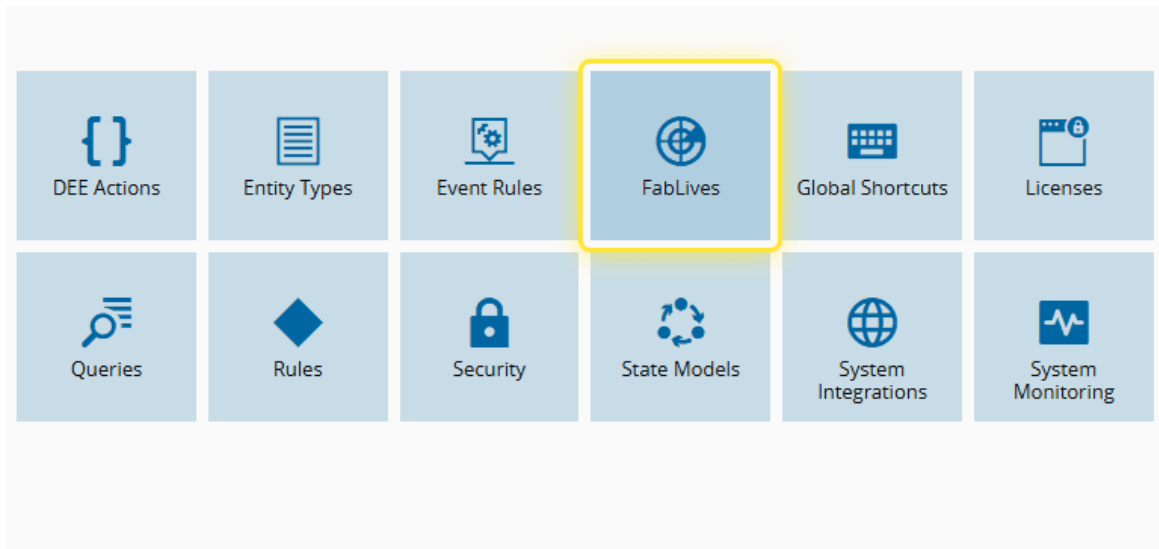 DEE Actions
Entity Types
Event Rules
FabLives
Global Shortcuts
Licenses
Queries
Rules
Security
State Models
System
Integrations
System
Monitoring